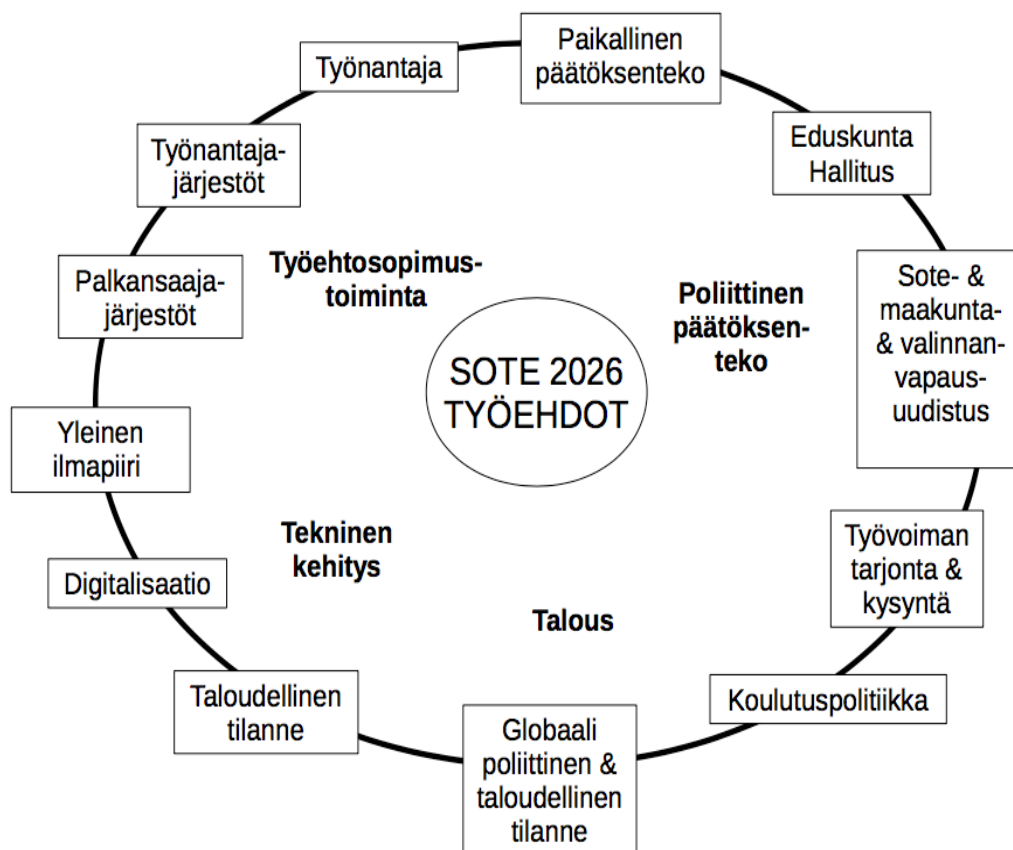 Paikallinen
päätöksenteko
Eduskunta
Hallitus
Sote- &
maakunta-
& valinnan-
vapaus-
uudistus
Työvoiman
tarjonta &
kysyntä
Koulutuspolitiikka
Globaali
poliittinen &
taloudellinen
tilanne
Taloudellinen
tilanne
Digitalisaatio
Yleinen
ilmapiiri
Palkansaaja-
järjestöt
Työnantaja-
järjestöt
Työnantaja
Työehtosopimus-
toiminta
Poliittinen
päätöksen-
teko
SOTE 2026
TYÖEHDOT
Tekninen
kehitys
Talous